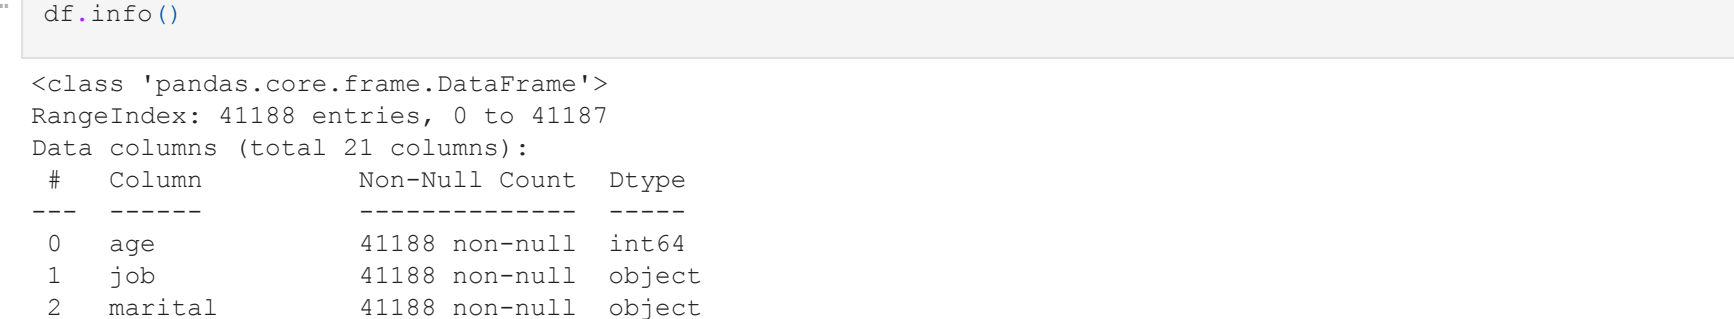 df.info()
<class 'pandas.core.frame.DataFrame'>
RangeIndex: 41188 entries, 0 to 41187
Data columns (total 21 columns):
 #   Column          Non-Null Count  Dtype
---  ------          --------------  -----
 0   age             41188 non-null  int64
 1   job             41188 non-null  object
 2   marital         41188 non-null  object